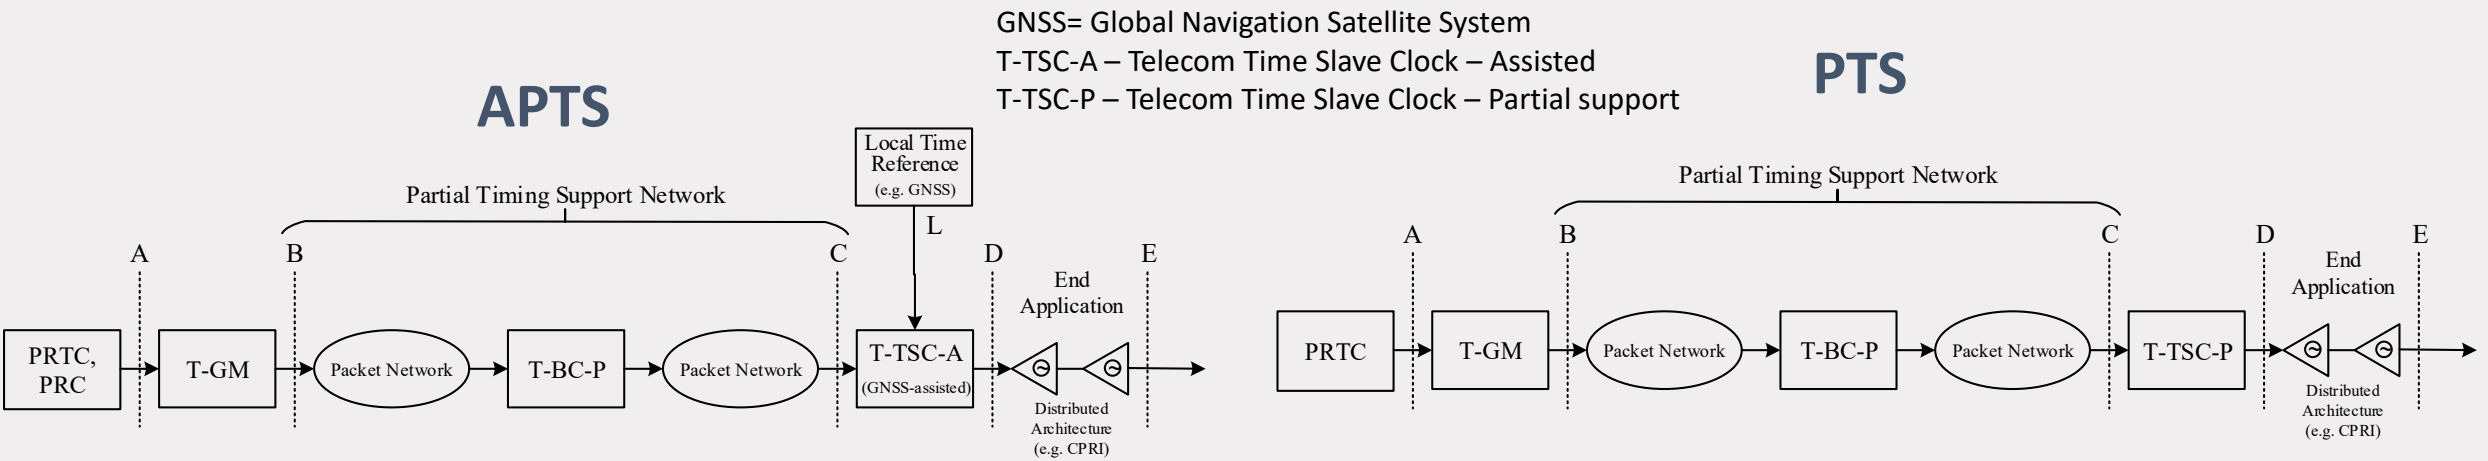 GNSS= Global Navigation Satellite System
T-TSC-A – Telecom Time Slave Clock – Assisted
T-TSC-P – Telecom Time Slave Clock – Partial support
APTS
Local Time
Reference
(e.g. GNSS)
Partial Timing Support Network
L
A
B
C
D
E
End
Application
PRTC,
PRC
T-GM
Packet Network
T-BC-P
Packet Network
T-TSC-A
(GNSS-assisted)
Distributed
Architecture
(e.g. CPRI)
PTS
Partial Timing Support Network
A
B
C
D
E
End
Application
PRTC
T-GM
Packet Network
T-BC-P
Packet Network
T-TSC-P
Distributed
Architecture
(e.g. CPRI)